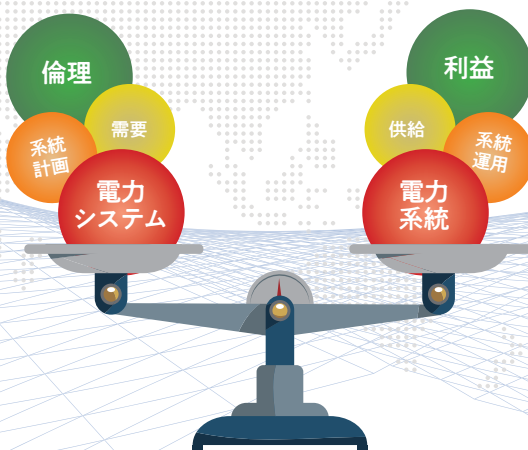 倫理
需要
系統
計画
電力
システム
利益
供給
系統
運用
電力
系統